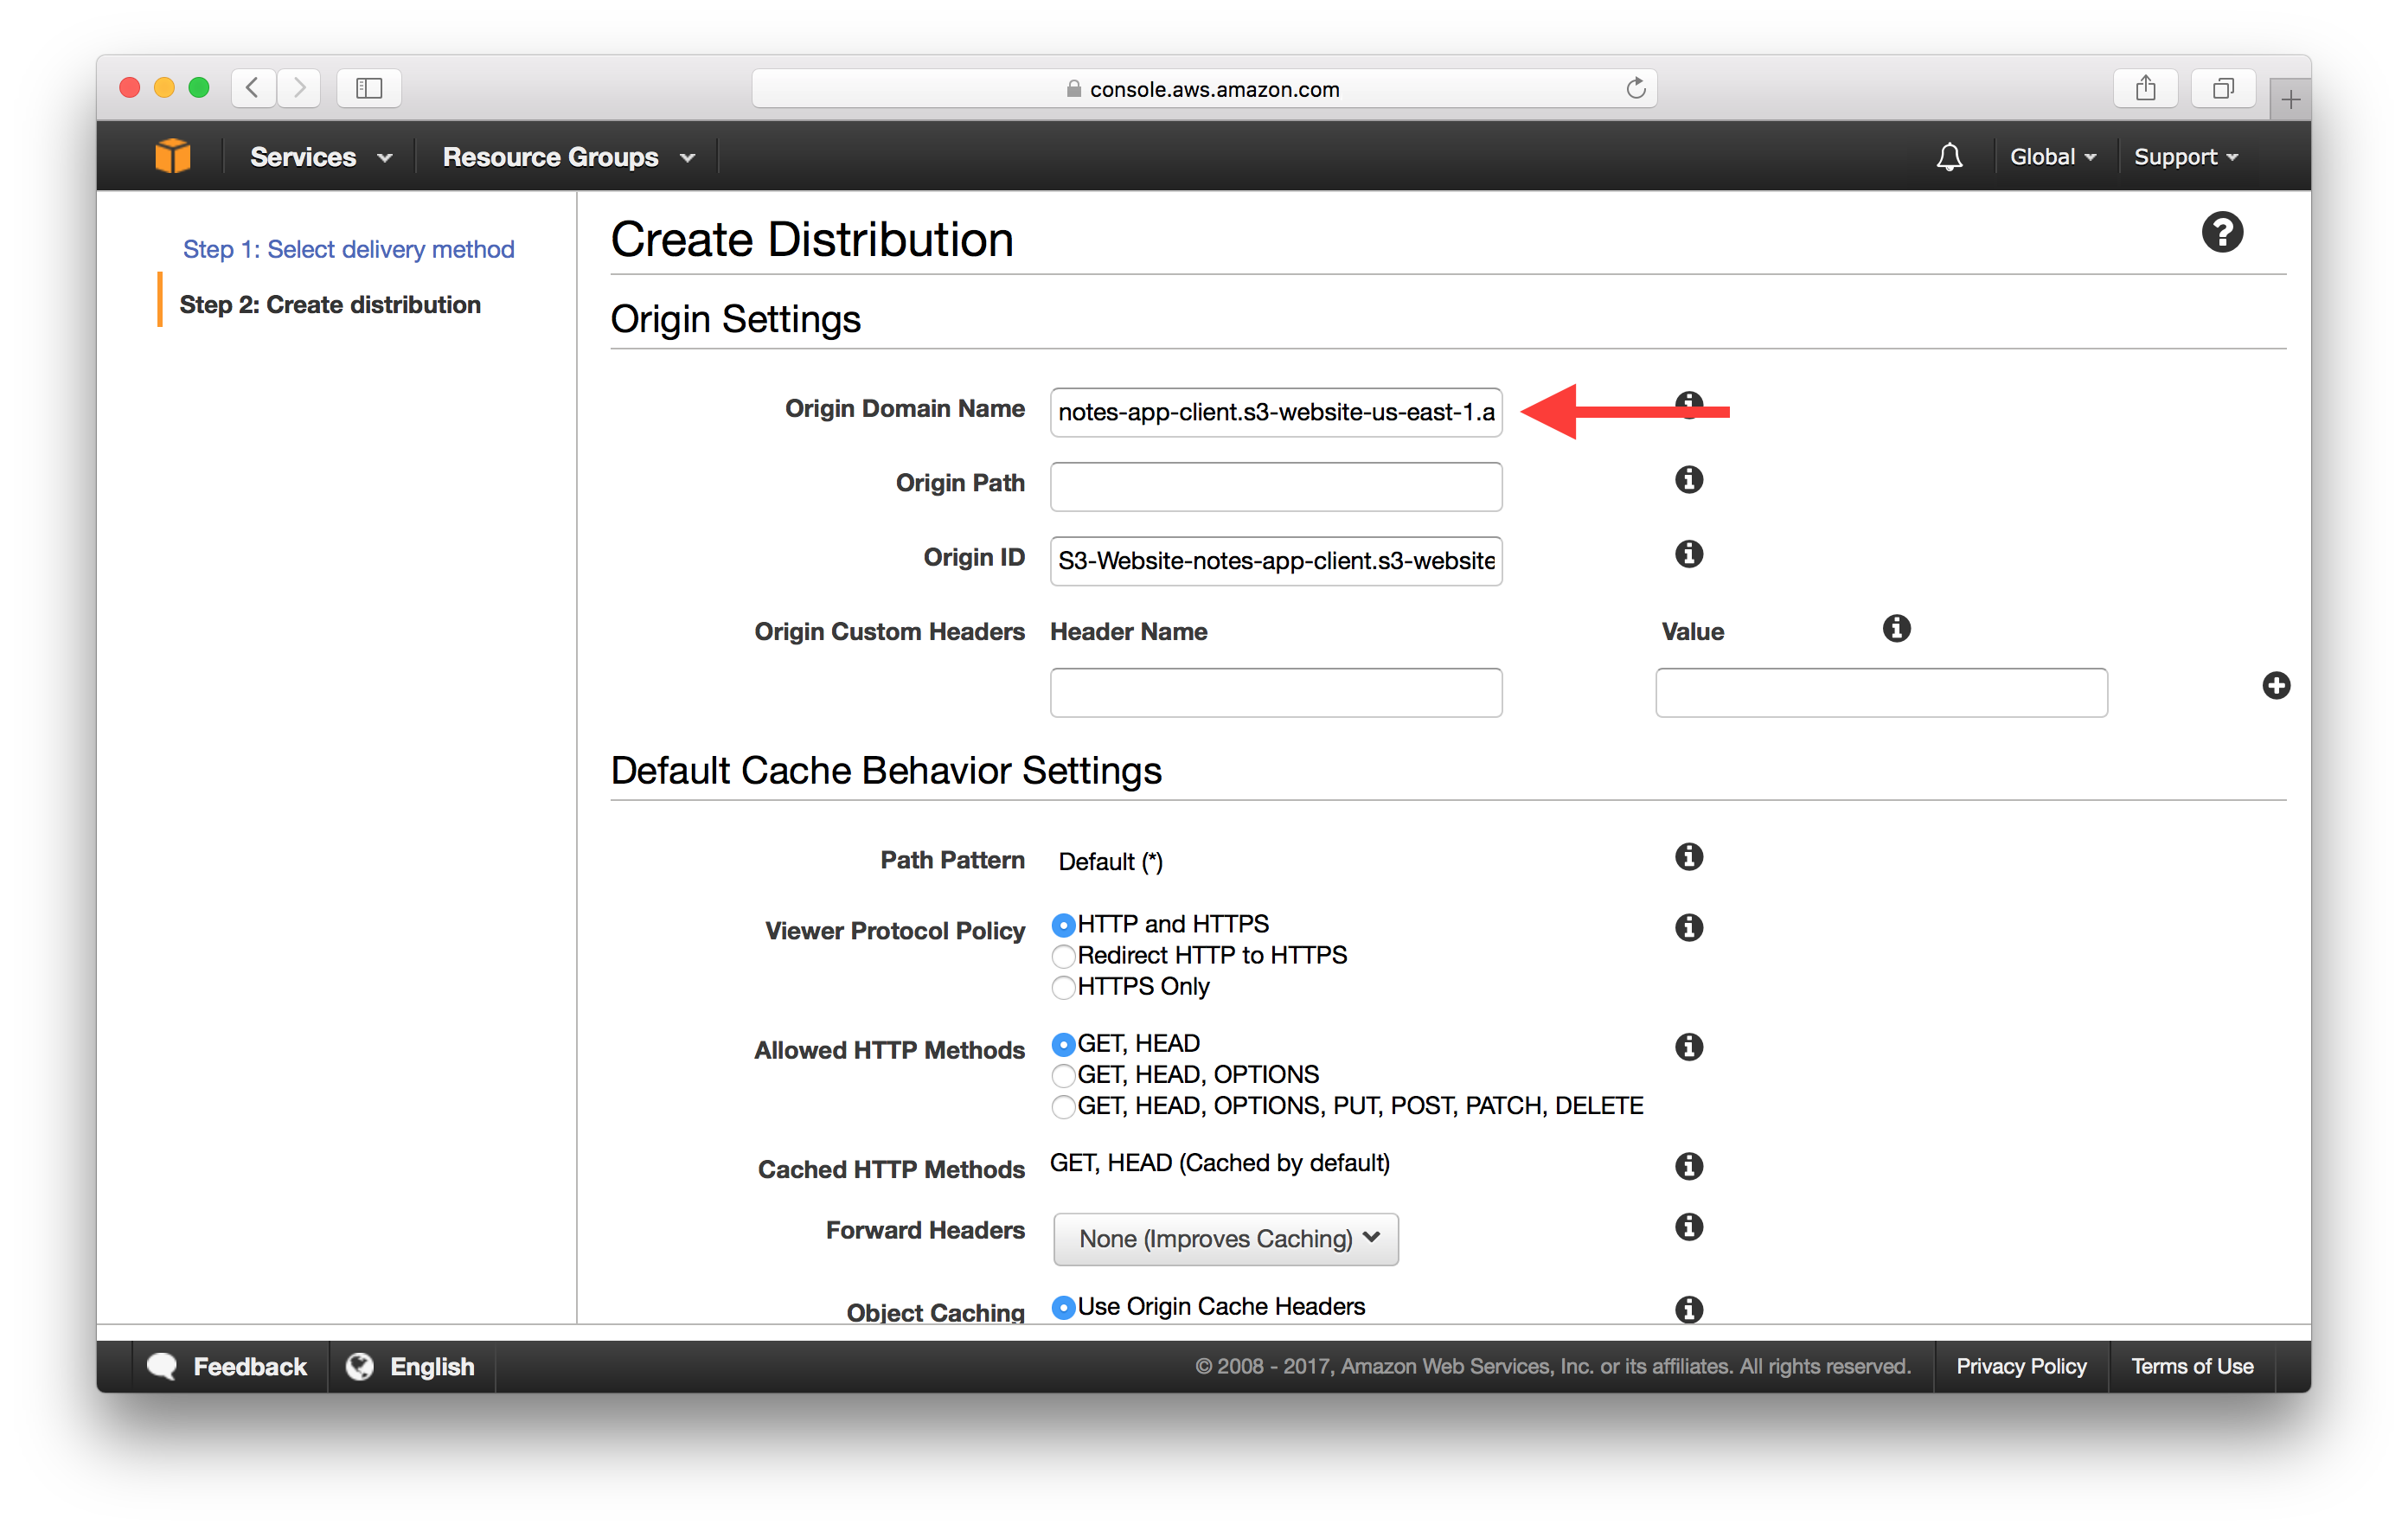 console.aws.amazon.com
Services
Resource Groups
Global
Support
Step 1: Select delivery method
Step 2: Create distribution
Create Distribution
Origin Settings
Origin Domain Name
notes-app-client.s3-website-us-east-1.a
Origin Path
Origin ID
S3-Website-notes-app-client.s3-website
Origin Custom Headers
Header Name
Value
Default Cache Behavior Settings
Path Pattern
Default (*)
Viewer Protocol Policy
HTTP and HTTPS
Redirect HTTP to HTTPS
HTTPS Only
Allowed HTTP Methods
GET, HEAD
GET, HEAD, OPTIONS
GET, HEAD, OPTIONS, PUT, POST, PATCH, DELETE
Cached HTTP Methods
GET, HEAD (Cached by default)
Forward Headers
None (Improves Caching)
Object Caching
Use Origin Cache Headers
Feedback
English
© 2008 - 2017, Amazon Web Services, Inc. or its affiliates. All rights reserved.
Privacy Policy
Terms of Use